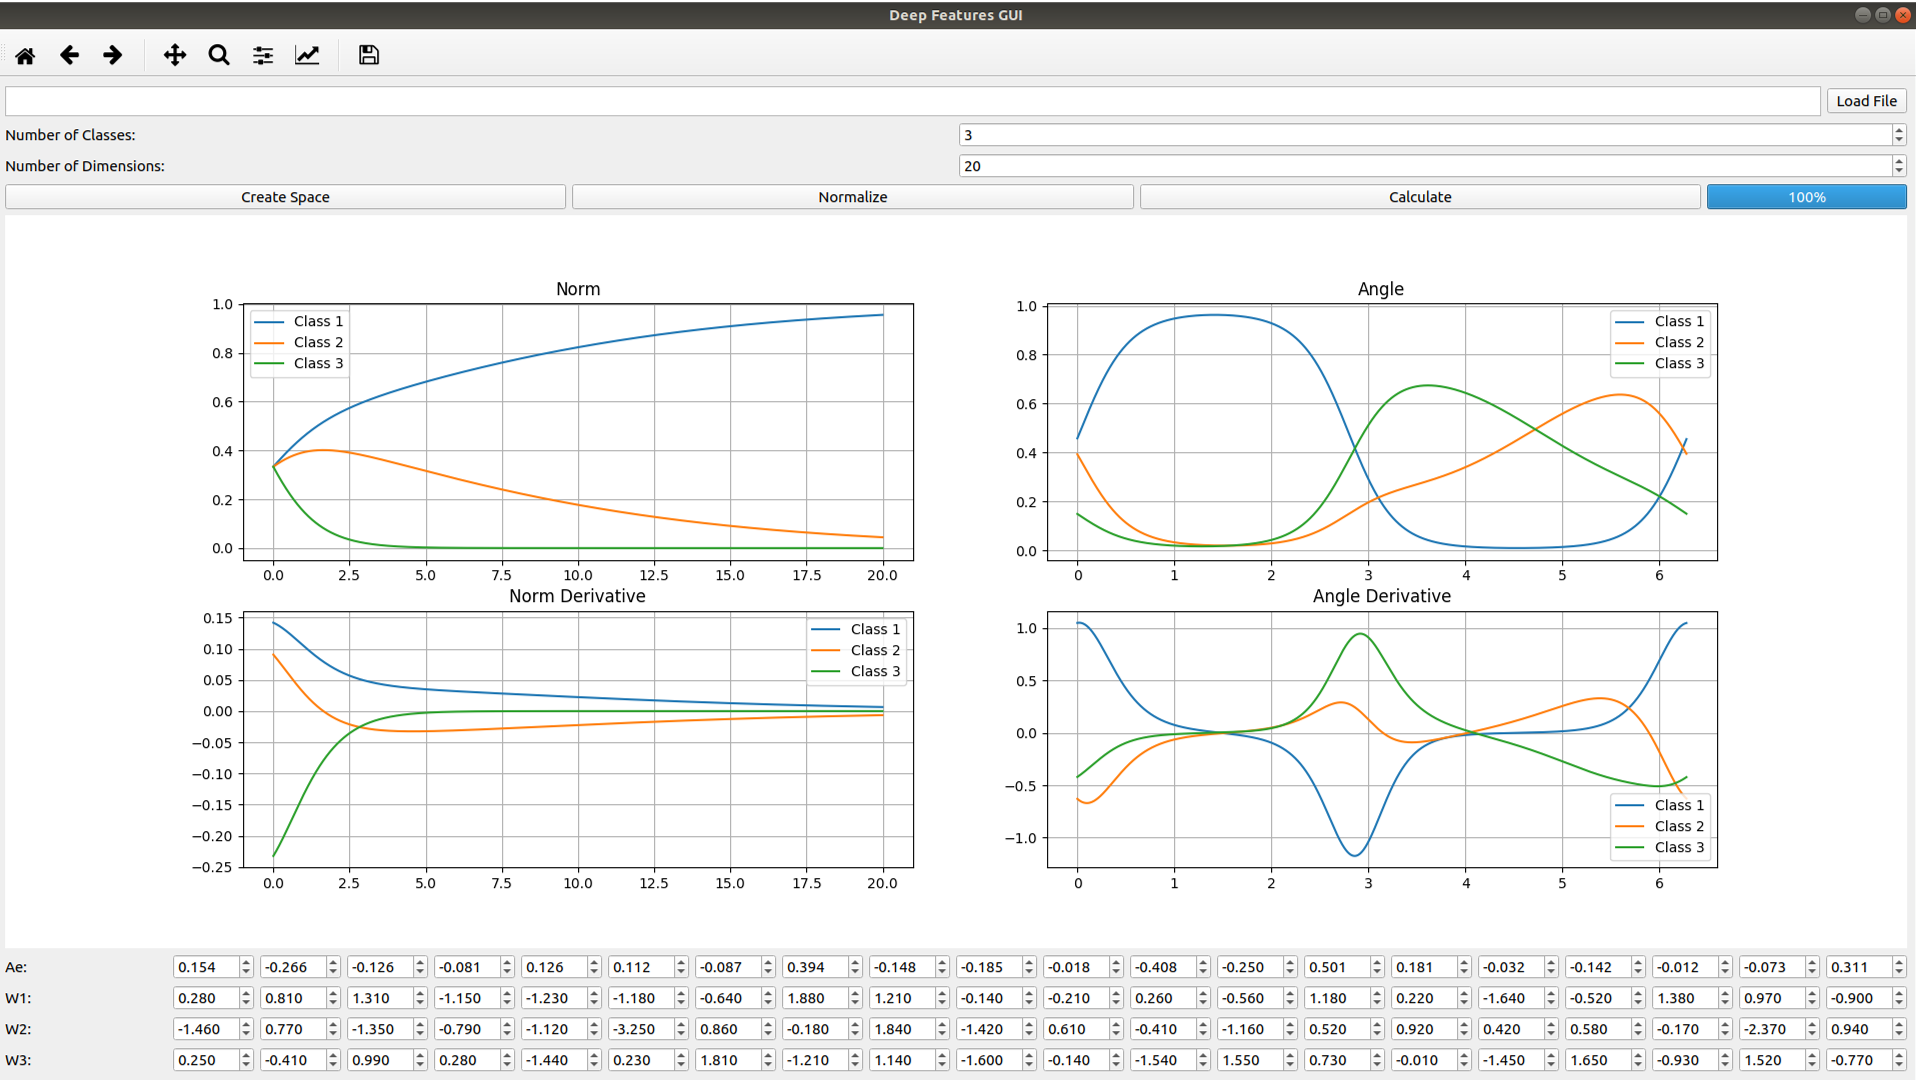 Deep Features GUI
Load File
Number of Classes: 3
Number of Dimensions: 20
Create Space Normalize Calculate 100%
Norm
1.0
0.8
0.6
0.4
0.2
0.0
Class 1
Class 2
Class 3
0.0 2.5 5.0 7.5 10.0 12.5 15.0 17.5 20.0
Angle
1.0
0.8
0.6
0.4
0.2
0.0
Class 1
Class 2
Class 3
0 1 2 3 4 5 6
Norm Derivative
0.15
0.10
0.05
0.00
−0.05
−0.10
−0.15
−0.20
−0.25
Class 1
Class 2
Class 3
0.0 2.5 5.0 7.5 10.0 12.5 15.0 17.5 20.0
Angle Derivative
1.0
0.5
0.0
−0.5
−1.0
Class 1
Class 2
Class 3
0 1 2 3 4 5 6
Ae: 0.154 -0.266 -0.126 -0.081 0.126 0.112 -0.087 0.394 -0.148 -0.185 -0.018 -0.408 -0.250 0.501 0.181 -0.032 -0.142 -0.012 -0.073 0.311
W1: 0.280 0.810 1.310 -1.150 -1.230 -1.180 -0.640 1.880 1.210 -0.140 -0.210 0.260 -0.560 1.180 0.220 -1.640 -0.520 1.380 0.970 -0.900
W2: -1.460 0.770 -1.350 -0.790 -1.120 -3.250 0.860 -0.180 1.840 -1.420 0.610 -0.410 -1.160 0.520 0.920 0.420 0.580 -0.170 -2.370 0.940
W3: 0.250 -0.410 0.990 0.280 -1.440 0.230 1.810 -1.210 1.140 -1.600 -0.140 -1.540 1.550 0.730 -0.010 -1.450 1.650 -0.930 1.520 -0.770